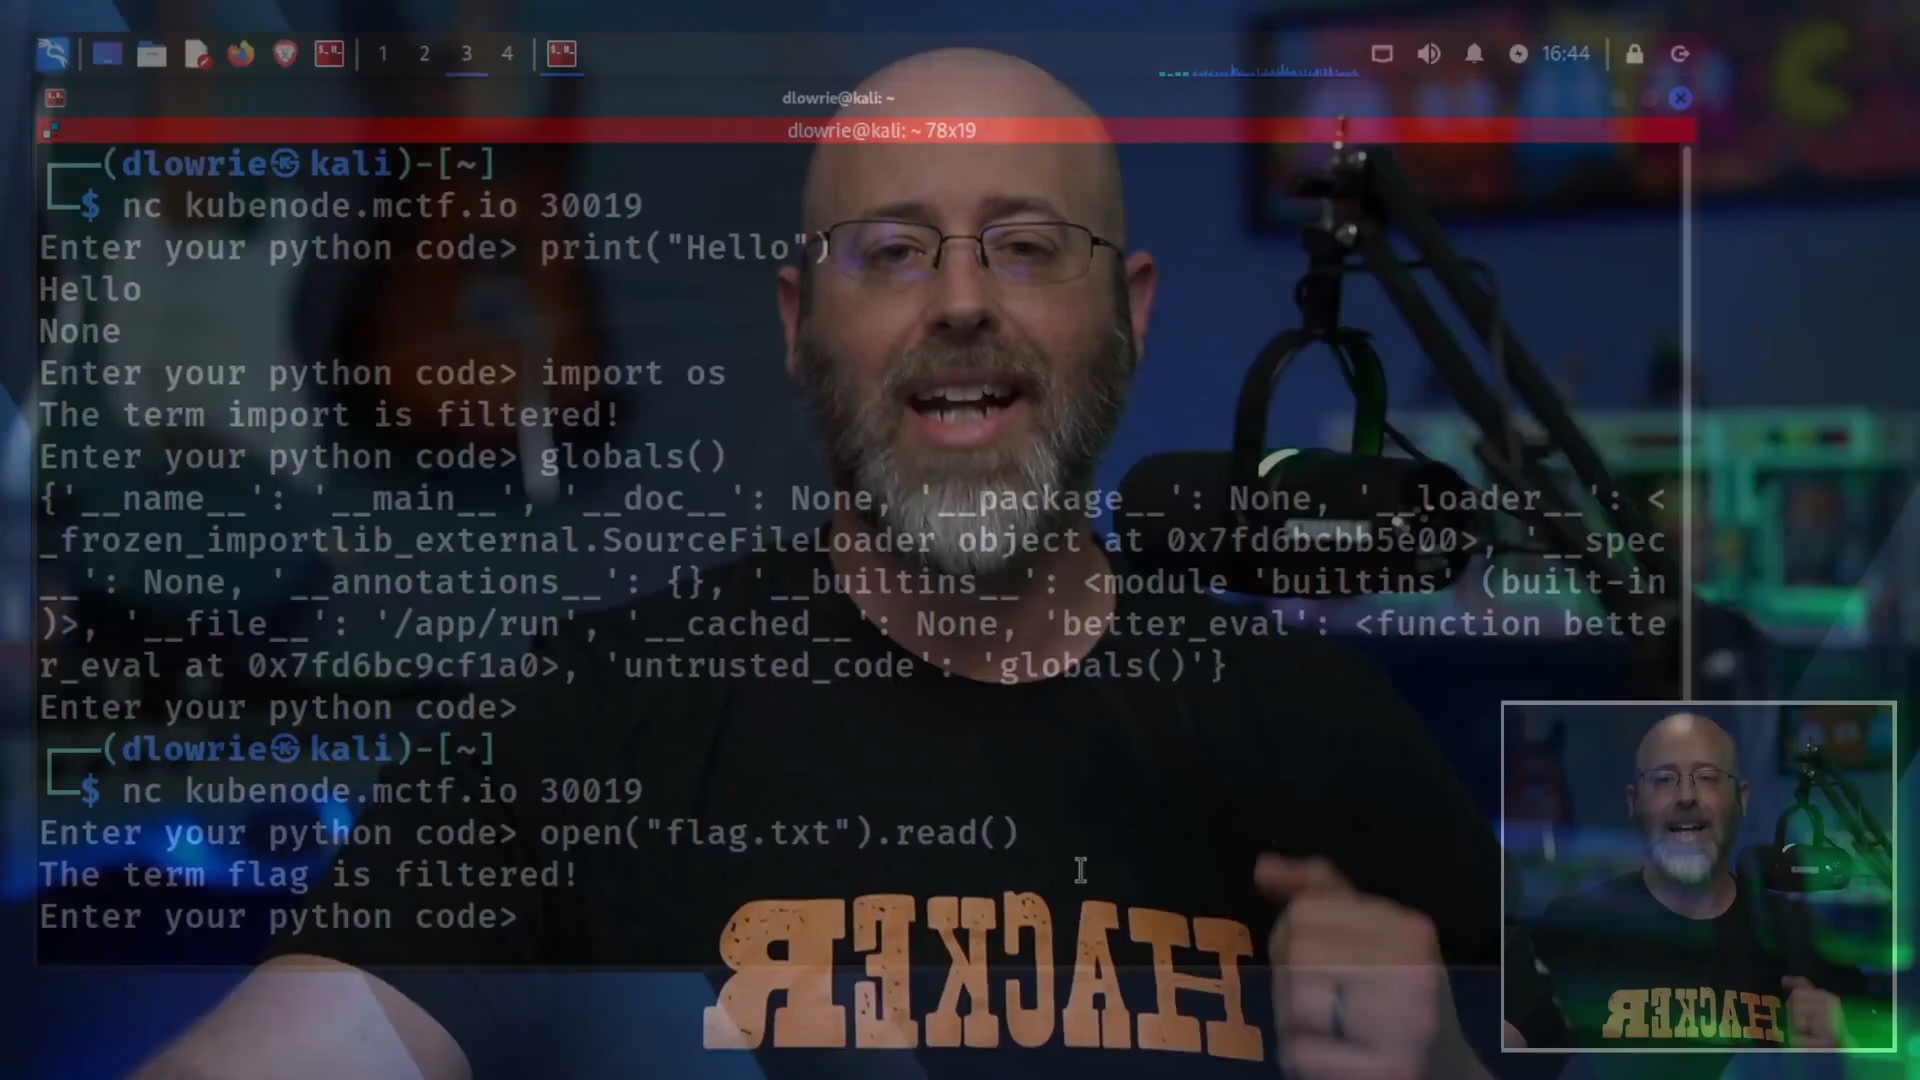 1 2 3 4 16:44
dlowrie@kali: ~
dlowrie@kali: ~ 78x19
(dlowrie㉿kali)-[~]
$ nc kubenode.mctf.io 30019
Enter your python code> print("Hello")
Hello
None
Enter your python code> import os
The term import is filtered!
Enter your python code> globals()
{'__name__': '__main__', '__doc__': None, '__package__': None, '__loader__': <
_frozen_importlib_external.SourceFileLoader object at 0x7fd6bcbb5e00>, '__spec
__': None, '__annotations__': {}, '__builtins__': <module 'builtins' (built-in
)>, '__file__': '/app/run', '__cached__': None, 'better_eval': <function bette
r_eval at 0x7fd6bc9cf1a0>, 'untrusted_code': 'globals()'}
Enter your python code>
(dlowrie㉿kali)-[~]
$ nc kubenode.mctf.io 30019
Enter your python code> open("flag.txt").read()
The term flag is filtered!
Enter your python code>
HACKER
HACKER